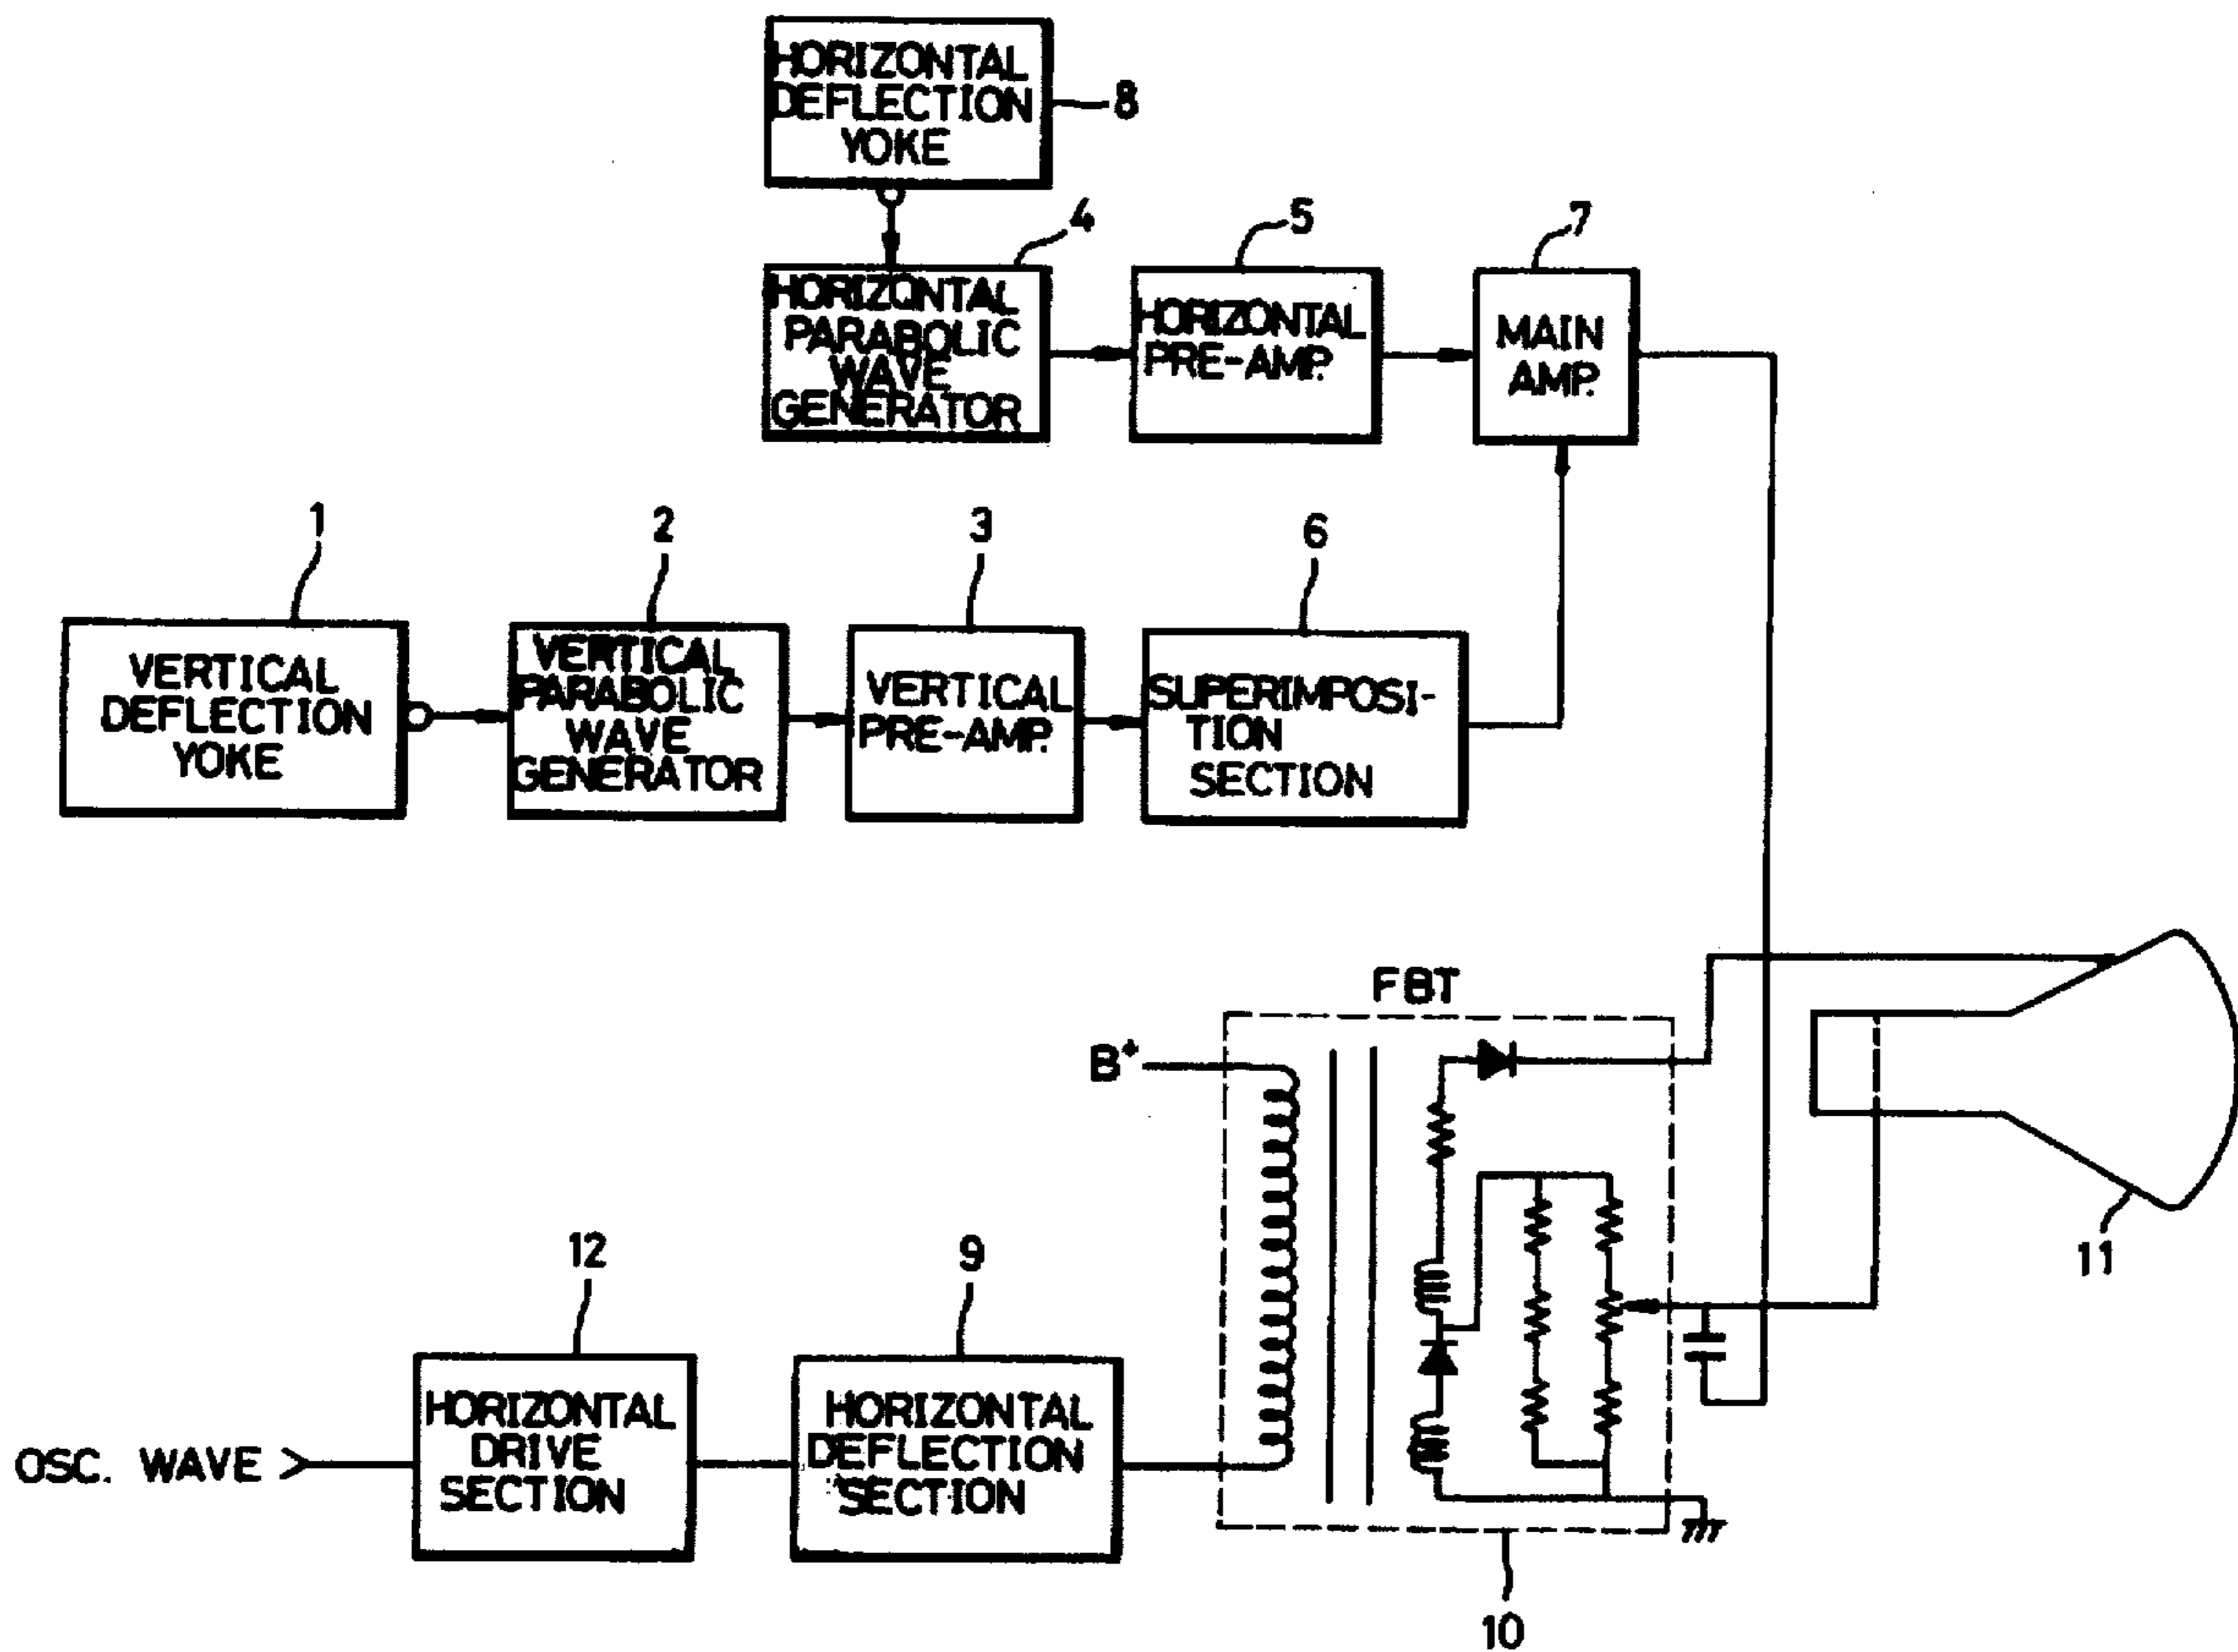 HORIZONTAL
DEFLECTION
YOKE
8
4
5
7
HORIZONTAL
PARABOLIC
WAVE
GENERATOR
HORIZONTAL
PRE-AMP.
MAIN
AMP.
1
2
3
6
VERTICAL
DEFLECTION
YOKE
VERTICAL
PARABOLIC
WAVE
GENERATOR
VERTICAL
PRE-AMP.
SUPERIMPOSI-
TION
SECTION
FBT
B+
11
12
9
OSC. WAVE
HORIZONTAL
DRIVE
SECTION
HORIZONTAL
DEFLECTION
SECTION
10